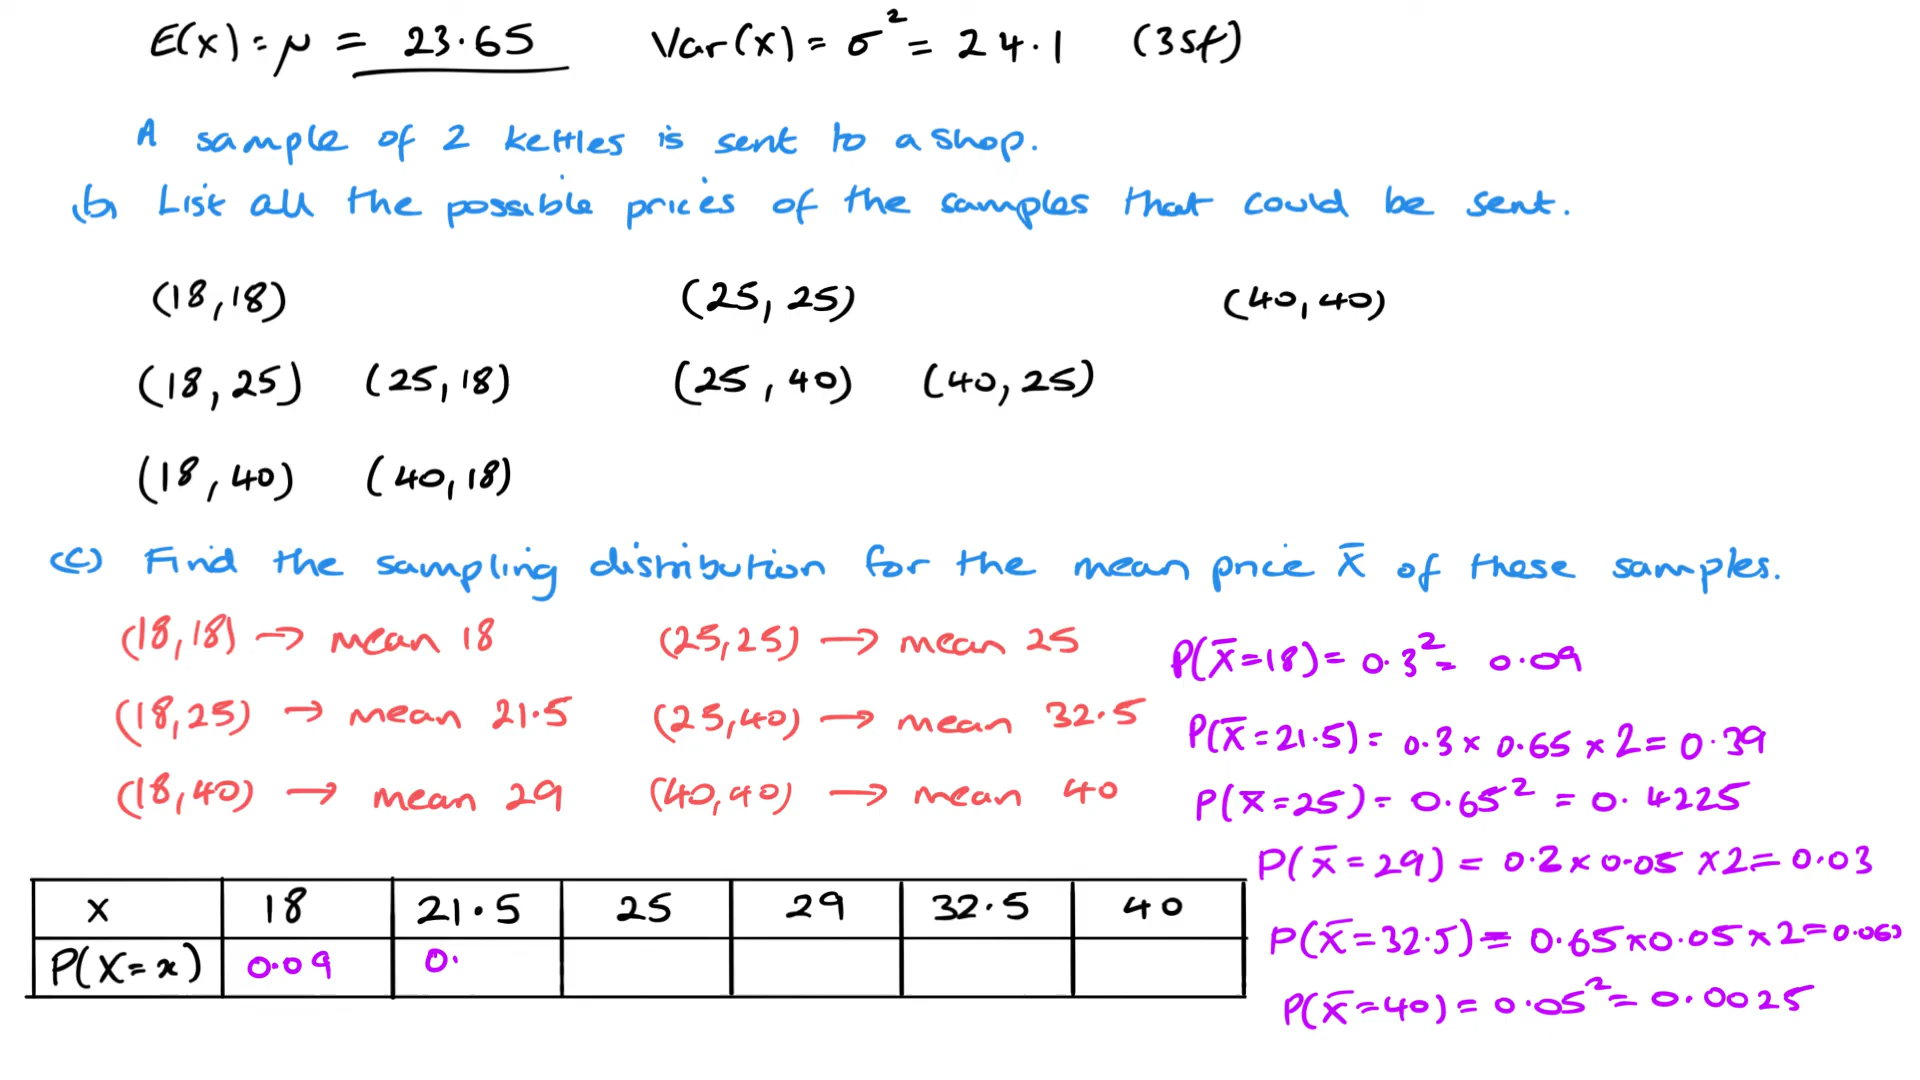 E(x) = μ = 23.65 Var(x) = σ² = 24.1 (3sf)
A sample of 2 kettles is sent to a shop.
(b) List all the possible prices of the samples that could be sent.
(18,18) (25,25) (40,40)
(18,25) (25,18) (25,40) (40,25)
(18,40) (40,18)
(c) Find the sampling distribution for the mean price x̄ of these samples.
(18,18) → mean 18 (25,25) → mean 25
(18,25) → mean 21.5 (25,40) → mean 32.5
(18,40) → mean 29 (40,40) → mean 40
P(x̄=18) = 0.3² = 0.09
P(x̄=21.5) = 0.3 × 0.65 × 2 = 0.39
P(x̄=25) = 0.65² = 0.4225
P(x̄=29) = 0.2 × 0.05 × 2 = 0.03
P(x̄=32.5) = 0.65×0.05×2=0.065
P(x̄=40) = 0.05² = 0.0025
x 18 21.5 25 29 32.5 40
P(X=x) 0.09 0.